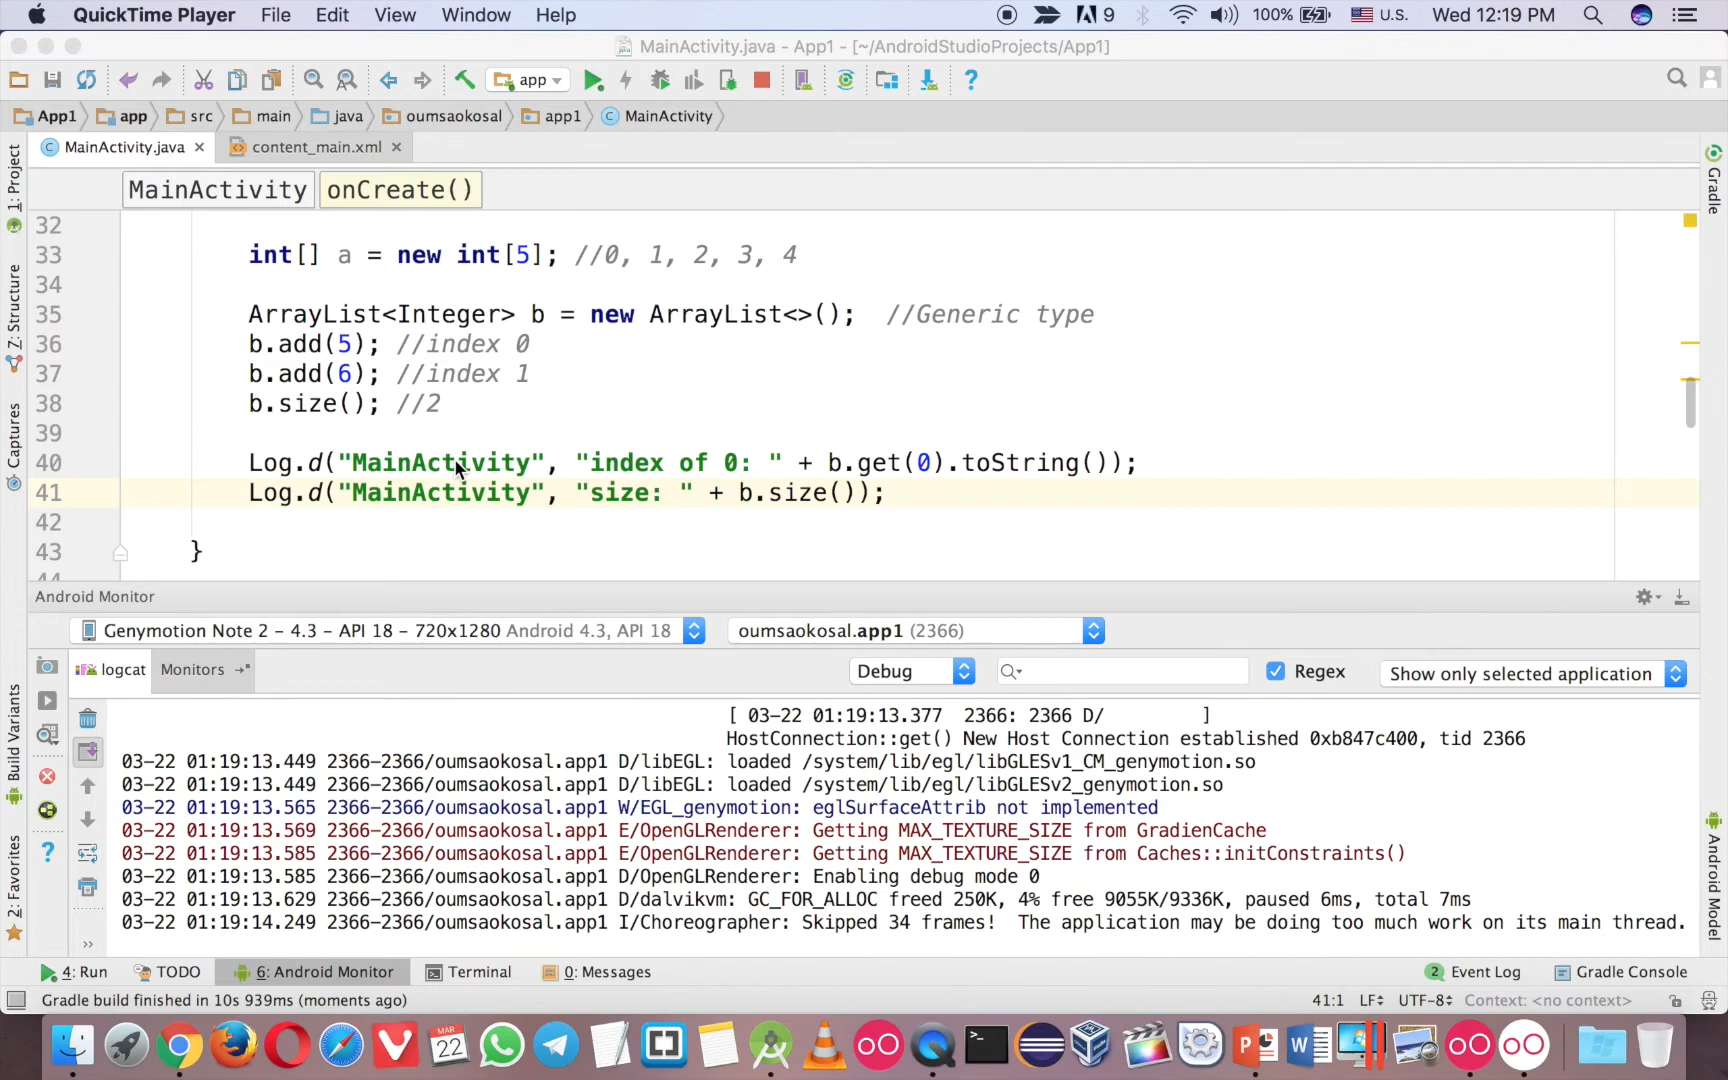 QuickTime Player File Edit View Window Help 9 100% U.S. Wed 12:19 PM
MainActivity.java - App1 - [~/AndroidStudioProjects/App1]
app
App1 app src main java oumsaokosal app1 MainActivity
MainActivity.java content_main.xml
MainActivity onCreate()
32
33 int[] a = new int[5]; //0, 1, 2, 3, 4
34
35 ArrayList<Integer> b = new ArrayList<>(); //Generic type
36 b.add(5); //index 0
37 b.add(6); //index 1
38 b.size(); //2
39
40 Log.d("MainActivity", "index of 0: " + b.get(0).toString());
41 Log.d("MainActivity", "size: " + b.size());
42
43 }
44
1: Project
Z: Structure
Captures
Build Variants
2: Favorites
Gradle
Android Model
Android Monitor
Genymotion Note 2 – 4.3 – API 18 – 720x1280 Android 4.3, API 18 oumsaokosal.app1 (2366)
logcat Monitors Debug Regex Show only selected application
[ 03-22 01:19:13.377 2366: 2366 D/ ]
HostConnection::get() New Host Connection established 0xb847c400, tid 2366
03-22 01:19:13.449 2366-2366/oumsaokosal.app1 D/libEGL: loaded /system/lib/egl/libGLESv1_CM_genymotion.so
03-22 01:19:13.449 2366-2366/oumsaokosal.app1 D/libEGL: loaded /system/lib/egl/libGLESv2_genymotion.so
03-22 01:19:13.565 2366-2366/oumsaokosal.app1 W/EGL_genymotion: eglSurfaceAttrib not implemented
03-22 01:19:13.569 2366-2366/oumsaokosal.app1 E/OpenGLRenderer: Getting MAX_TEXTURE_SIZE from GradienCache
03-22 01:19:13.585 2366-2366/oumsaokosal.app1 E/OpenGLRenderer: Getting MAX_TEXTURE_SIZE from Caches::initConstraints()
03-22 01:19:13.585 2366-2366/oumsaokosal.app1 D/OpenGLRenderer: Enabling debug mode 0
03-22 01:19:13.629 2366-2366/oumsaokosal.app1 D/dalvikvm: GC_FOR_ALLOC freed 250K, 4% free 9055K/9336K, paused 6ms, total 7ms
03-22 01:19:14.249 2366-2366/oumsaokosal.app1 I/Choreographer: Skipped 34 frames! The application may be doing too much work on its main thread.
4: Run TODO 6: Android Monitor Terminal 0: Messages 2 Event Log Gradle Console
Gradle build finished in 10s 939ms (moments ago) 41:1 LF UTF-8 Context: <no context>
MAR
22